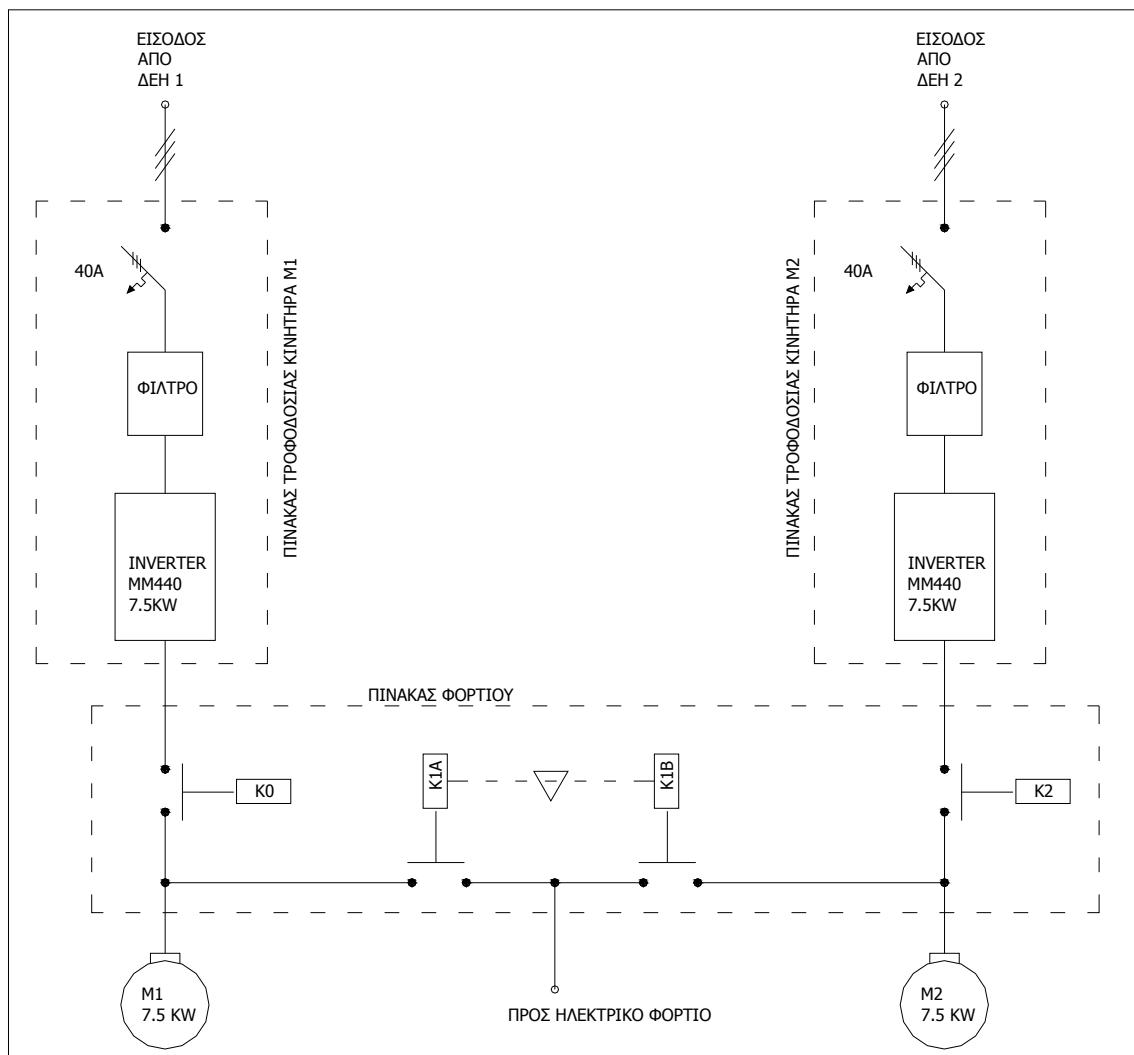 ΕΙΣΟΔΟΣ
ΑΠΟ
ΔΕΗ 1
ΕΙΣΟΔΟΣ
ΑΠΟ
ΔΕΗ 2
40A
40A
ΦΙΛΤΡΟ
ΦΙΛΤΡΟ
ΠΙΝΑΚΑΣ ΤΡΟΦΟΔΟΣΙΑΣ ΚΙΝΗΤΗΡΑ Μ1
ΠΙΝΑΚΑΣ ΤΡΟΦΟΔΟΣΙΑΣ ΚΙΝΗΤΗΡΑ Μ2
INVERTER
MM440
7.5KW
INVERTER
MM440
7.5KW
ΠΙΝΑΚΑΣ ΦΟΡΤΙΟΥ
K0
K1A
K1B
K2
M1
7.5 KW
ΠΡΟΣ ΗΛΕΚΤΡΙΚΟ ΦΟΡΤΙΟ
M2
7.5 KW